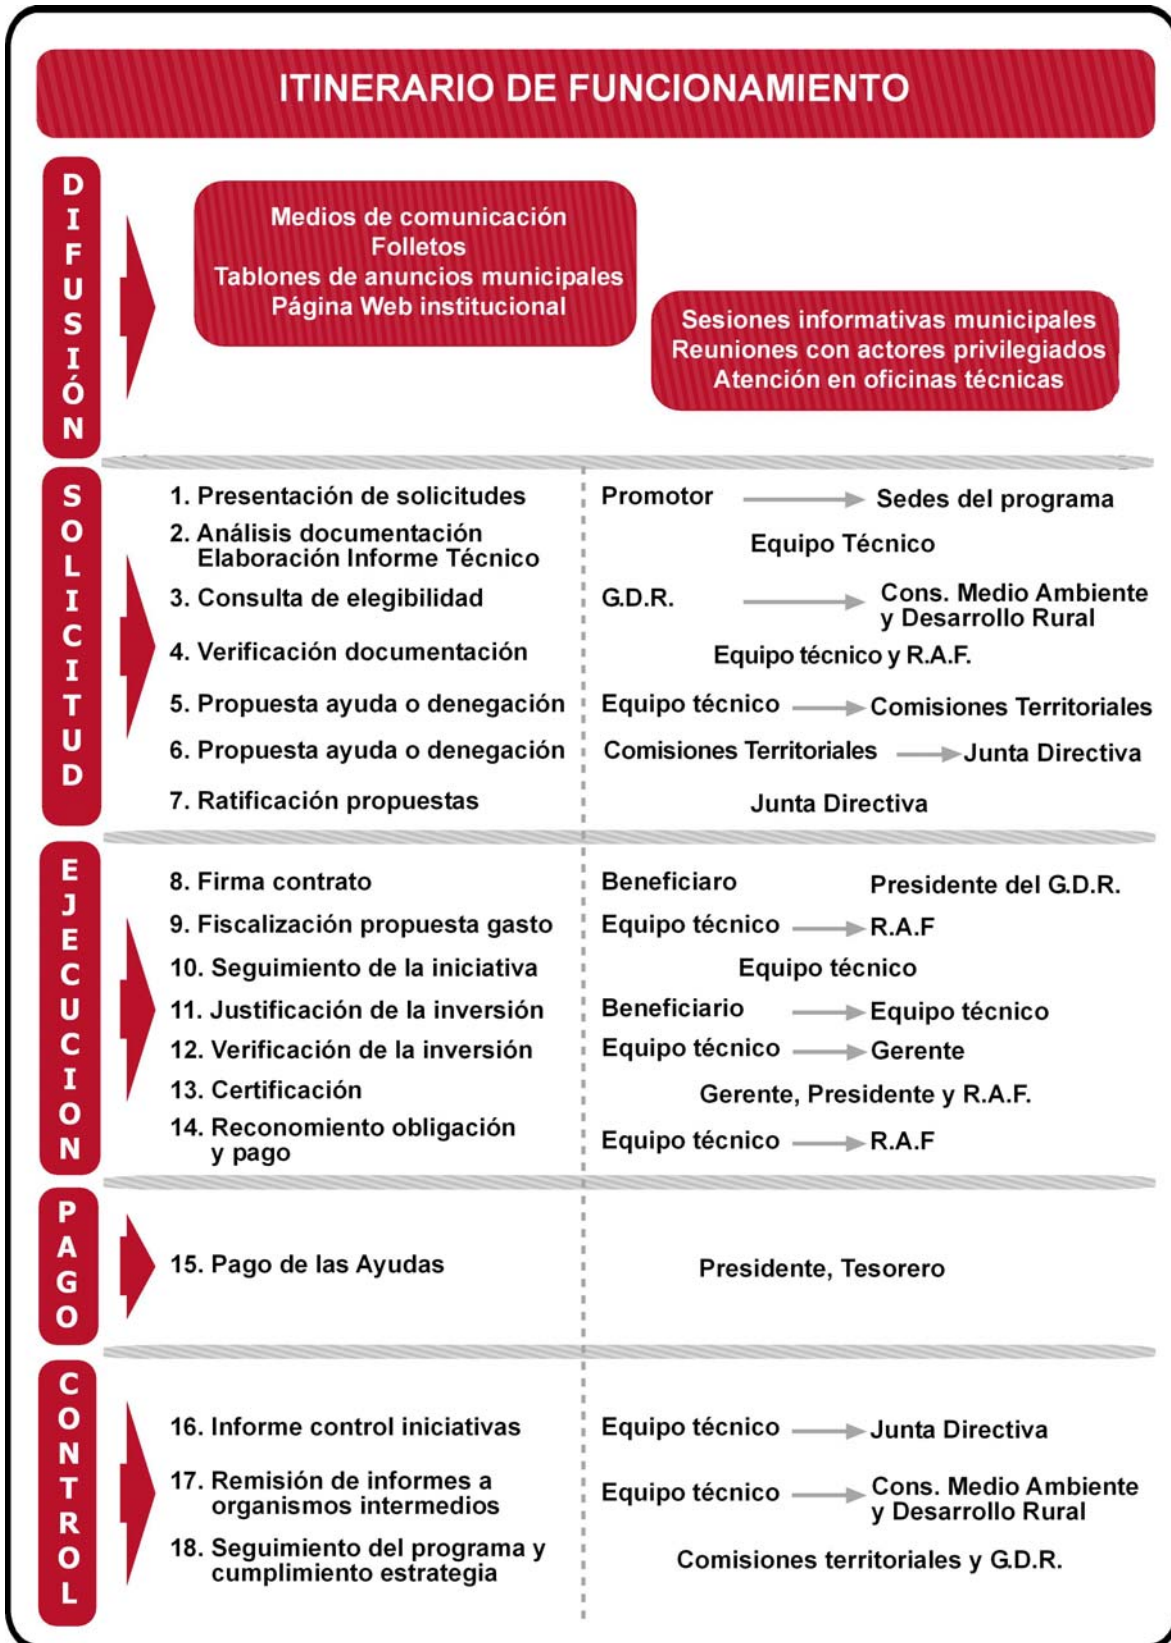 ITINERARIO DE FUNCIONAMIENTO
DIFUSIÓN
Medios de comunicación
Folletos
Tablones de anuncios municipales
Página Web institucional
Sesiones informativas municipales
Reuniones con actores privilegiados
Atención en oficinas técnicas
SOLICITUD
1. Presentación de solicitudes
Promotor
Sedes del programa
2. Análisis documentación
Elaboración Informe Técnico
Equipo Técnico
3. Consulta de elegibilidad
G.D.R.
Cons. Medio Ambiente
y Desarrollo Rural
4. Verificación documentación
Equipo técnico y R.A.F.
5. Propuesta ayuda o denegación
Equipo técnico
Comisiones Territoriales
6. Propuesta ayuda o denegación
Comisiones Territoriales
Junta Directiva
7. Ratificación propuestas
Junta Directiva
EJECUCION
8. Firma contrato
Beneficiaro
Presidente del G.D.R.
9. Fiscalización propuesta gasto
Equipo técnico
R.A.F
10. Seguimiento de la iniciativa
Equipo técnico
11. Justificación de la inversión
Beneficiario
Equipo técnico
12. Verificación de la inversión
Equipo técnico
Gerente
13. Certificación
Gerente, Presidente y R.A.F.
14. Reconomiento obligación
y pago
Equipo técnico
R.A.F
PAGO
15. Pago de las Ayudas
Presidente, Tesorero
CONTROL
16. Informe control iniciativas
Equipo técnico
Junta Directiva
17. Remisión de informes a
organismos intermedios
Equipo técnico
Cons. Medio Ambiente
y Desarrollo Rural
18. Seguimiento del programa y
cumplimiento estrategia
Comisiones territoriales y G.D.R.